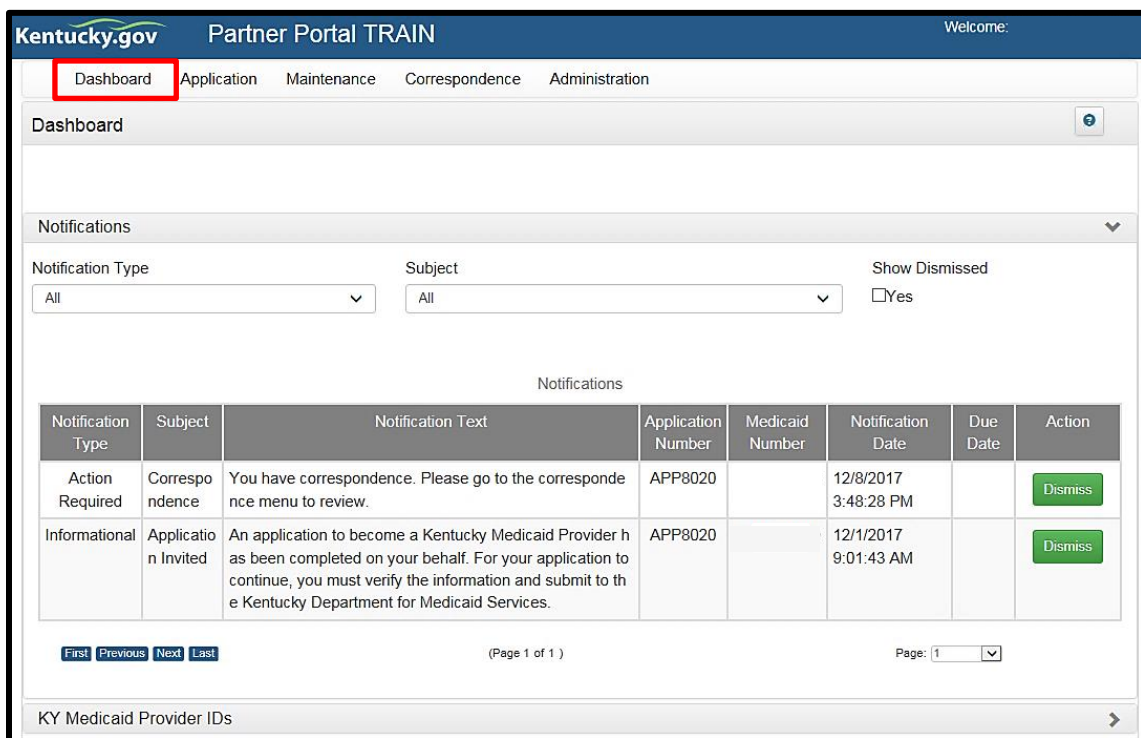 Kentucky.gov Partner Portal TRAIN Welcome:
Dashboard Application Maintenance Correspondence Administration
Dashboard
Notifications
Notification Type Subject Show Dismissed
All All Yes
Notifications
Notification Subject Notification Text Application Medicaid Notification Due Action
Type Number Number Date Date
Action Correspo You have correspondence. Please go to the corresponde APP8020 12/8/2017 Dismiss
Required ndence nce menu to review. 3:48:28 PM
Informational Applicatio An application to become a Kentucky Medicaid Provider h APP8020 12/1/2017 Dismiss
n Invited as been completed on your behalf. For your application to 9:01:43 AM
continue, you must verify the information and submit to th
e Kentucky Department for Medicaid Services.
First Previous Next Last (Page 1 of 1 ) Page: 1
KY Medicaid Provider IDs